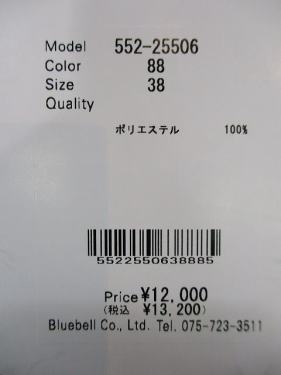 Model 552-25506
Color 88
Size 38
Quality
ポリエステル 100%
5522550638885
Price ¥12,000
(税込 ¥13,200)
Bluebell Co., Ltd. Tel. 075-723-3511